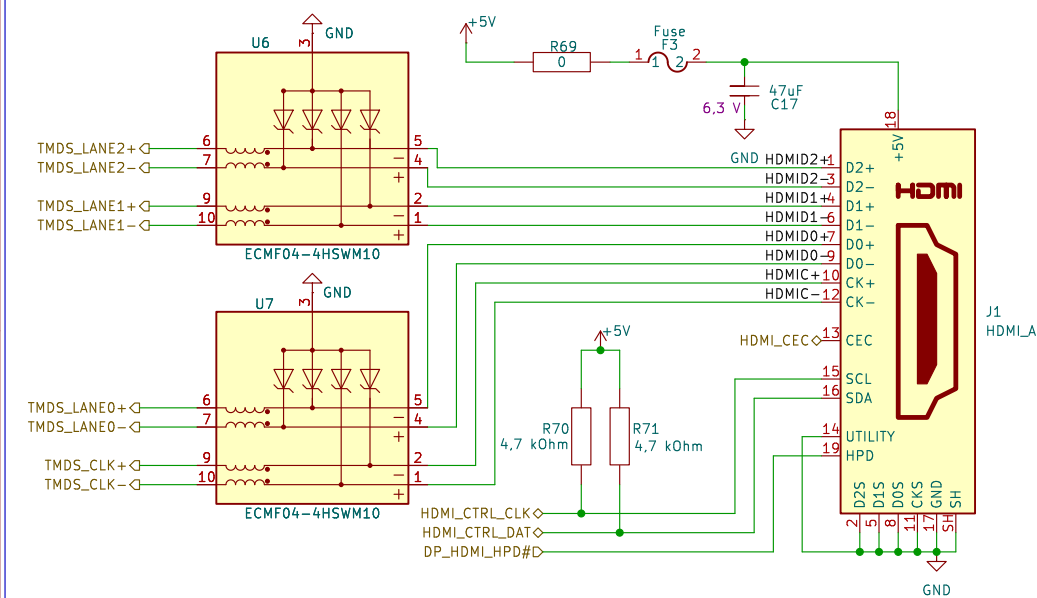 +5V
GND
3
U6
R69
0
Fuse
F3
1 1 2 2
47uF
C17
6,3 V
GND
18
+5V
TMDS_LANE2+ 6
TMDS_LANE2- 7
TMDS_LANE1+ 9
TMDS_LANE1- 10
5
- 4
+
2
- 1
+
ECMF04-4HSWM10
HDMID2+ 1 D2+
HDMID2- 3 D2-
HDMID1+ 4 D1+
HDMID1- 6 D1-
HDMID0+ 7 D0+
HDMID0- 9 D0-
HDMIC+ 10 CK+
HDMIC- 12 CK-
HDMI
J1
HDMI_A
HDMI_CEC 13 CEC
15 SCL
16 SDA
14 UTILITY
19 HPD
GND
3
U7
TMDS_LANE0+ 6
TMDS_LANE0- 7
TMDS_CLK+ 9
TMDS_CLK- 10
5
- 4
+
2
- 1
+
ECMF04-4HSWM10
+5V
R70
4,7 kOhm
R71
4,7 kOhm
HDMI_CTRL_CLK
HDMI_CTRL_DAT
DP_HDMI_HPD#
D2S D1S D0S CKS GND SH
2 5 8 11 17 SH
GND